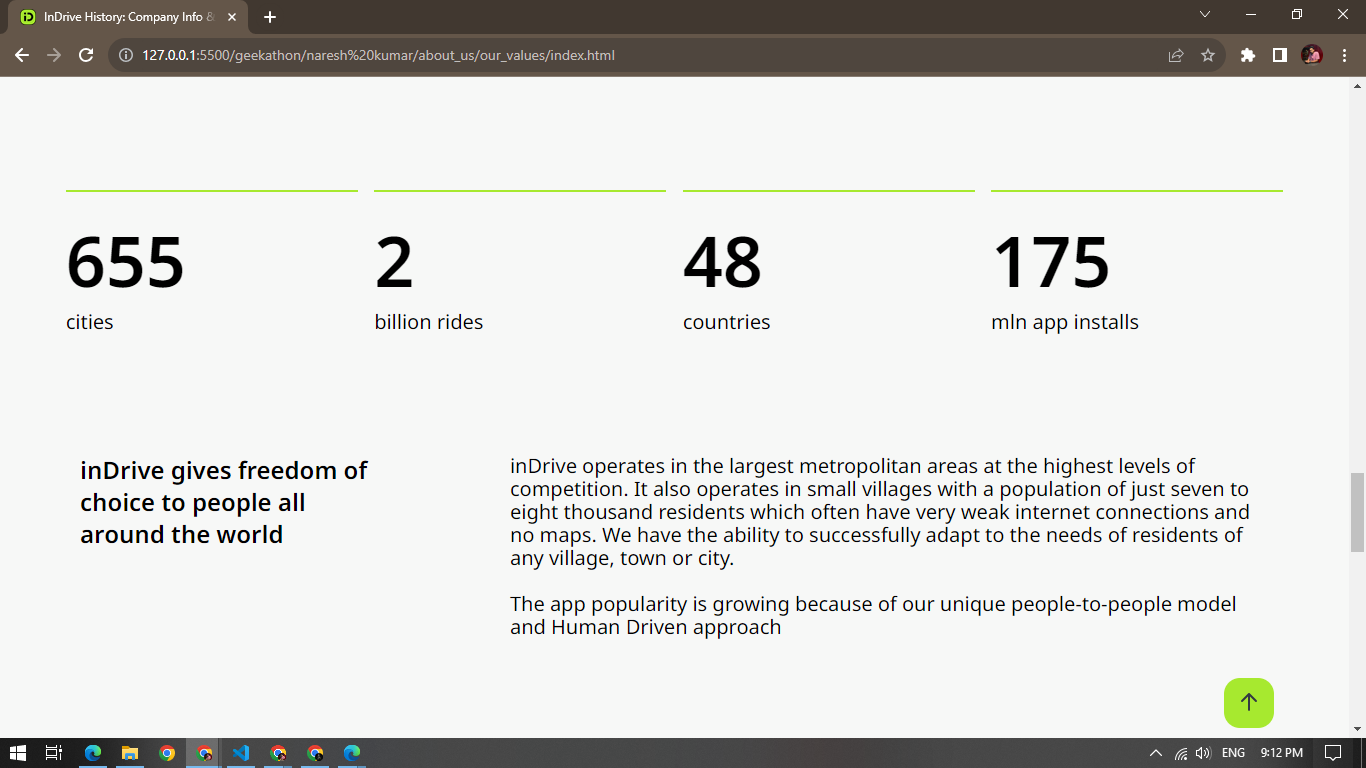 InDrive History: Company Info &
127.0.0.1:5500/geekathon/naresh%20kumar/about_us/our_values/index.html
655
cities
2
billion rides
48
countries
175
mln app installs
inDrive gives freedom of
choice to people all
around the world
inDrive operates in the largest metropolitan areas at the highest levels of
competition. It also operates in small villages with a population of just seven to
eight thousand residents which often have very weak internet connections and
no maps. We have the ability to successfully adapt to the needs of residents of
any village, town or city.
The app popularity is growing because of our unique people-to-people model
and Human Driven approach
ENG
9:12 PM